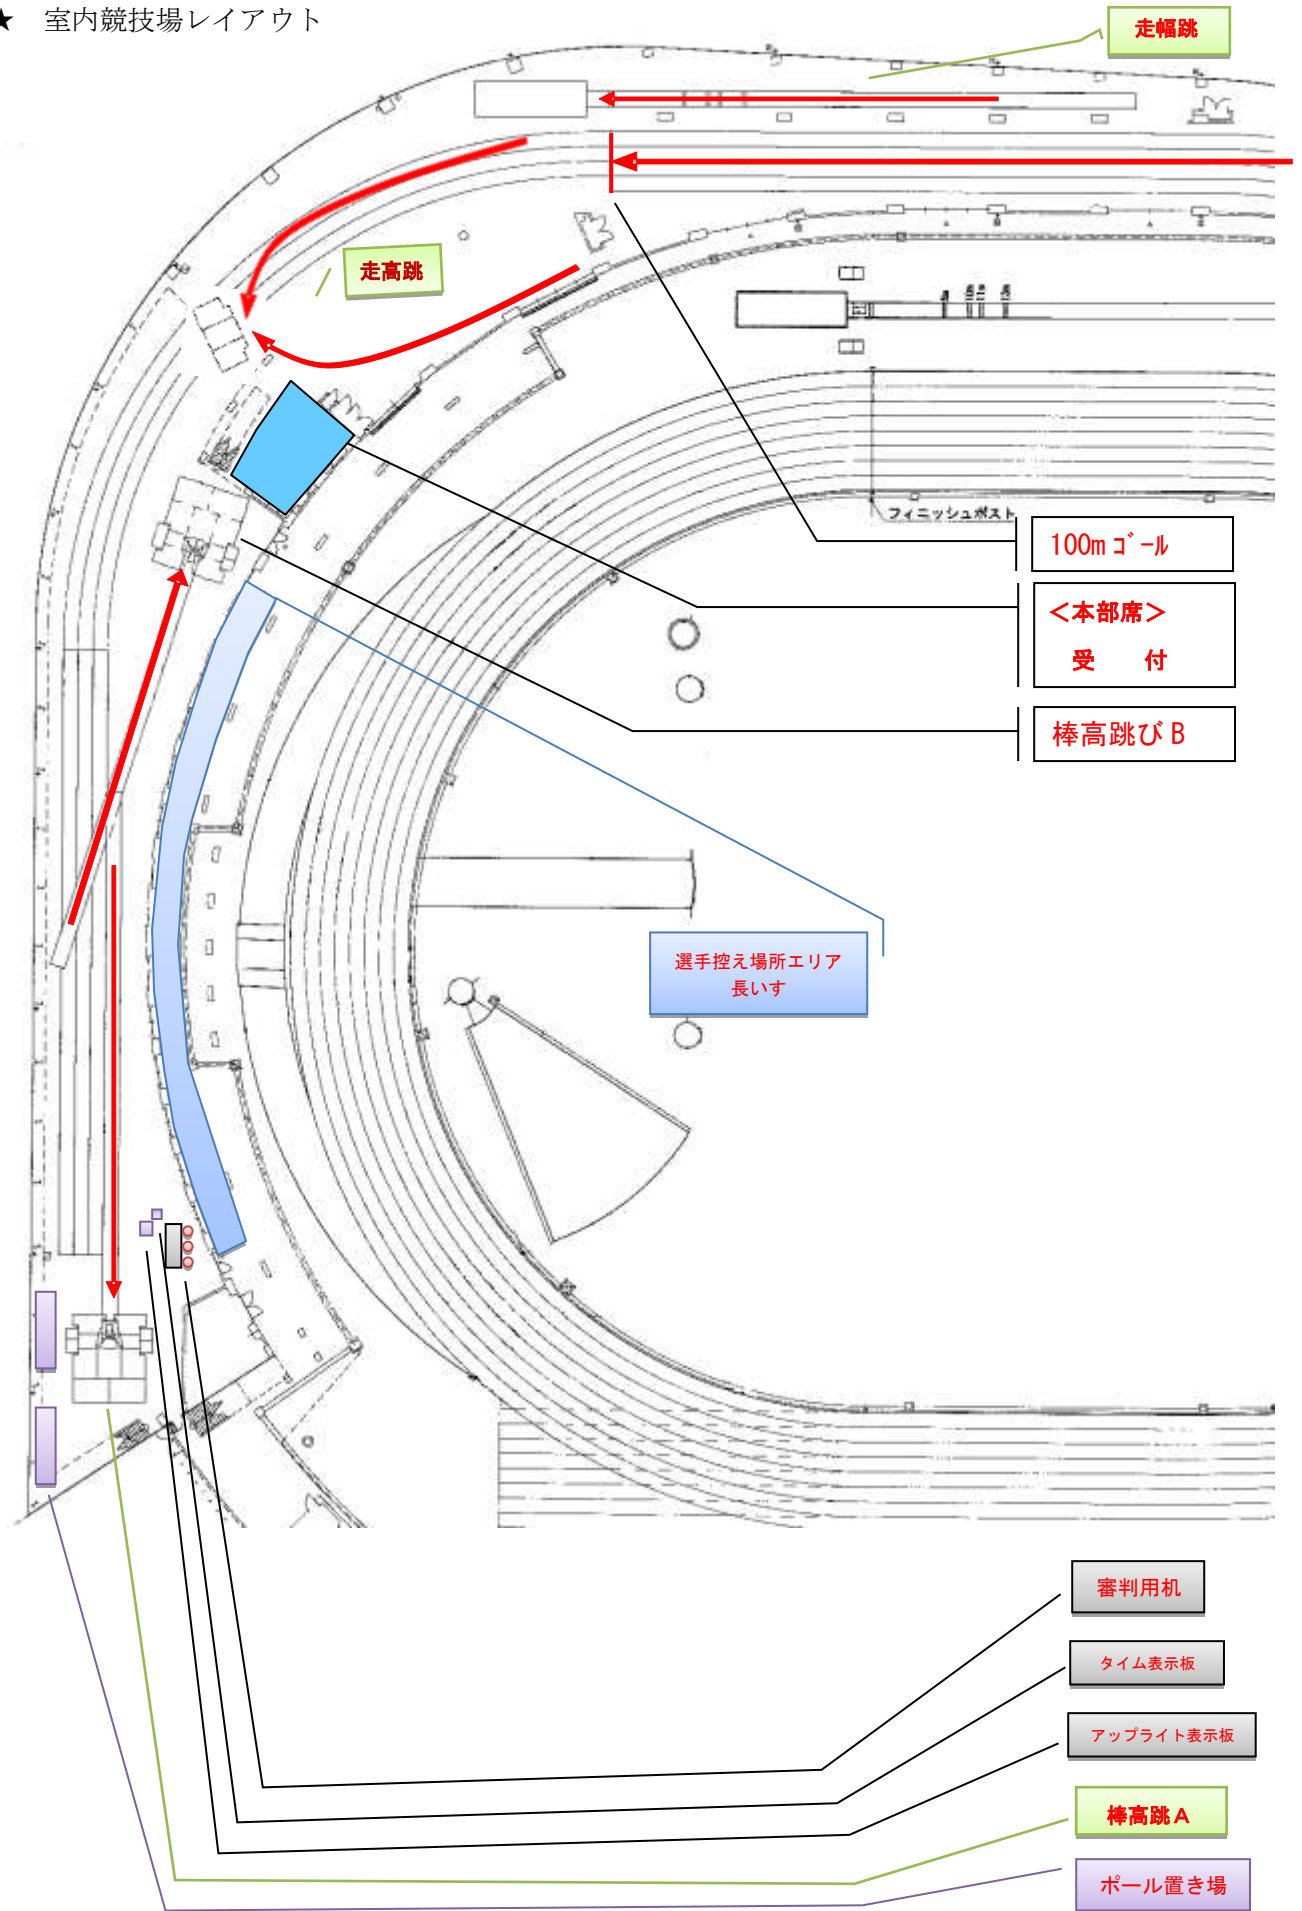 ★ 室内競技場レイアウト
走幅跳
走高跳
フィニッシュポスト
100mゴール
<本部席>
受 付
棒高跳びB
選手控え場所エリア
長いす
審判用机
タイム表示板
アップライト表示板
棒高跳A
ポール置き場